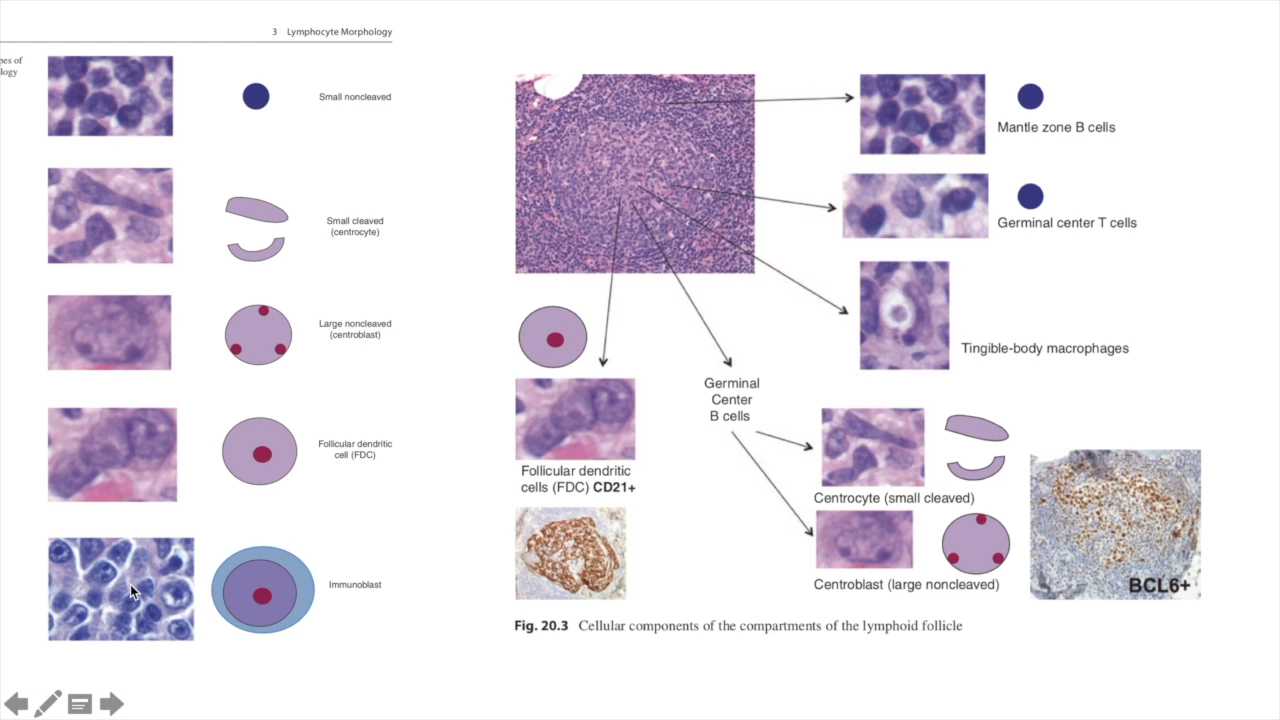 3 Lymphocyte Morphology
pes of
logy
Small noncleaved
Small cleaved
(centrocyte)
Large noncleaved
(centroblast)
Follicular dendritic
cell (FDC)
Immunoblast
Mantle zone B cells
Germinal center T cells
Tingible-body macrophages
Germinal
Center
B cells
Follicular dendritic
cells (FDC) CD21+
Centrocyte (small cleaved)
Centroblast (large noncleaved)
BCL6+
Fig. 20.3 Cellular components of the compartments of the lymphoid follicle